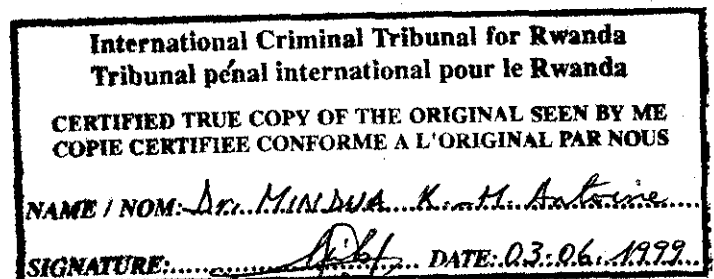 International Criminal Tribunal for Rwanda
Tribunal pénal international pour le Rwanda
CERTIFIED TRUE COPY OF THE ORIGINAL SEEN BY ME
COPIE CERTIFIEE CONFORME A L'ORIGINAL PAR NOUS
NAME / NOM: Dr. MINDUA K.-M. Antoine
SIGNATURE: DATE: 03.06.1999